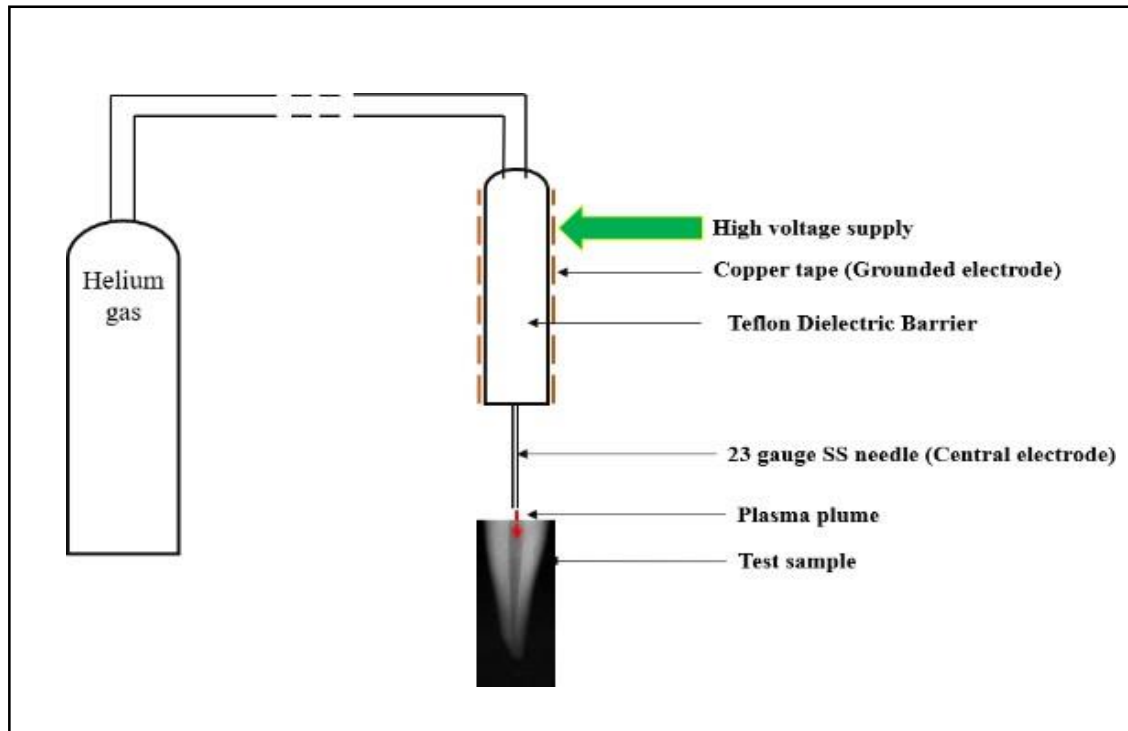 Helium
gas
High voltage supply
Copper tape (Grounded electrode)
Teflon Dielectric Barrier
23 gauge SS needle (Central electrode)
Plasma plume
Test sample